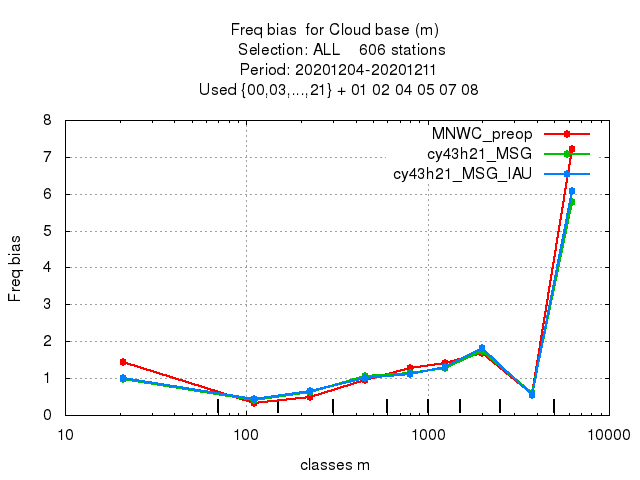 Freq bias  for Cloud base (m)
Selection: ALL    606 stations
Period: 20201204-20201211
Used {00,03,...,21} + 01 02 04 05 07 08
MNWC_preop
cy43h21_MSG
cy43h21_MSG_IAU
Freq bias
8
7
6
5
4
3
2
1
0
10 100 1000 10000
classes m